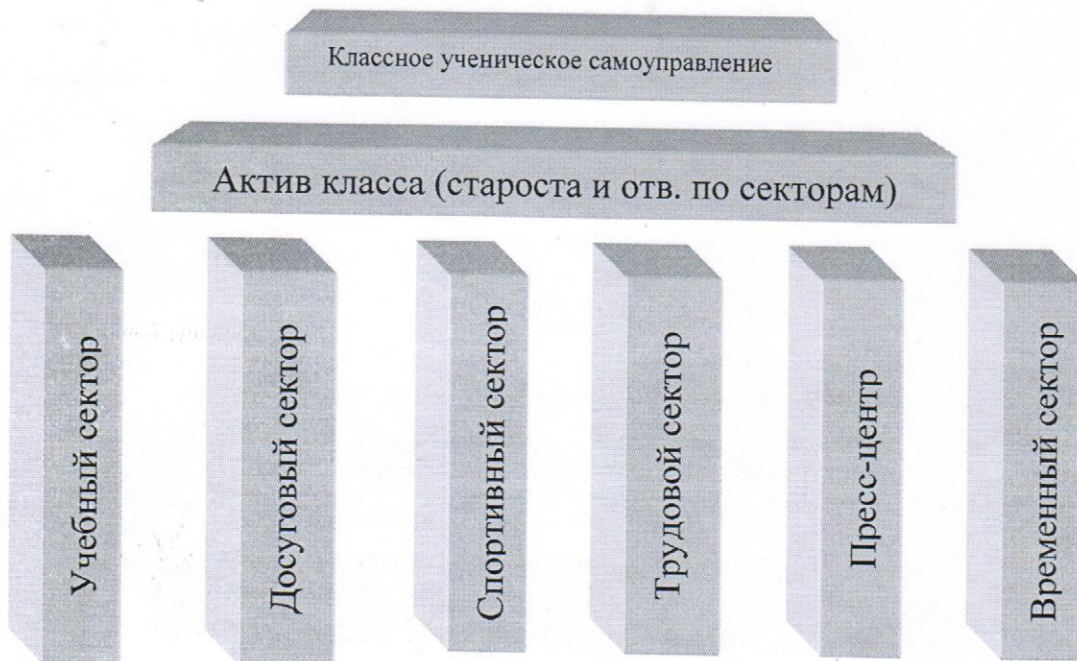 Классное ученическое самоуправление
Актив класса (староста и отв. по секторам)
Учебный сектор
Досуговый сектор
Спортивный сектор
Трудовой сектор
Пресс-центр
Временный сектор